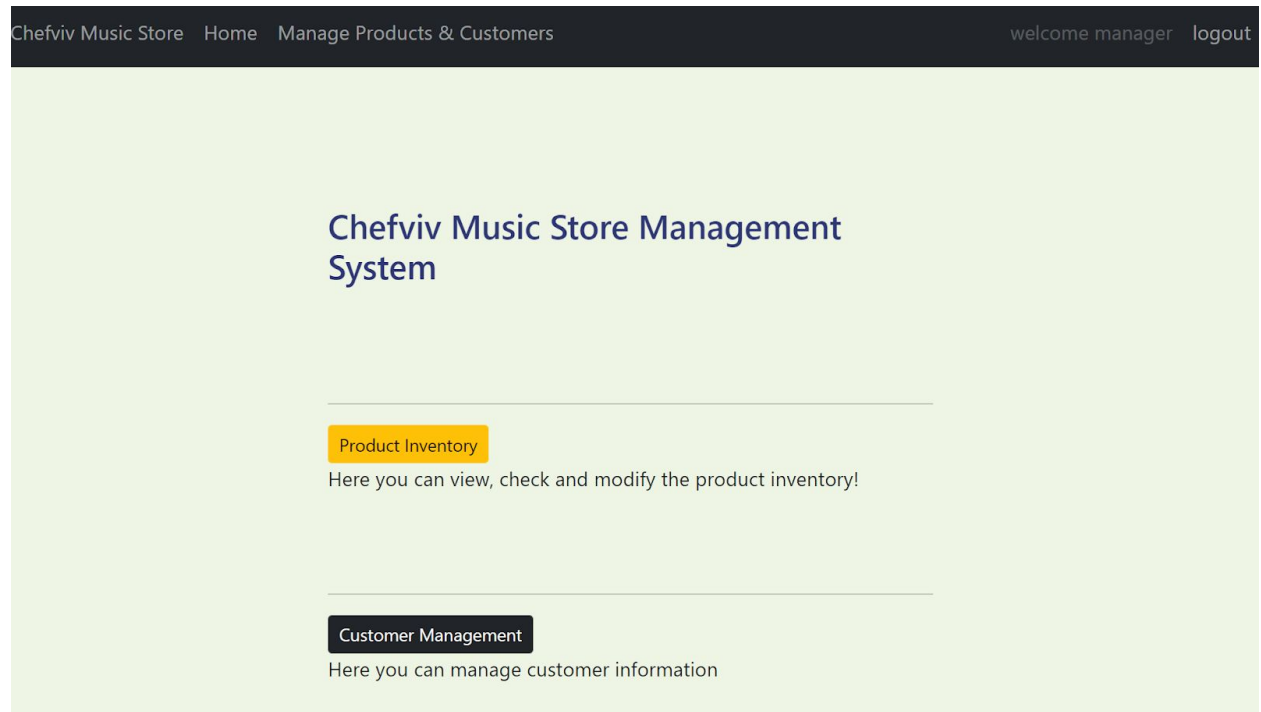 Chefviv Music Store Home Manage Products & Customers welcome manager logout
Chefviv Music Store Management
System
Product Inventory
Here you can view, check and modify the product inventory!
Customer Management
Here you can manage customer information